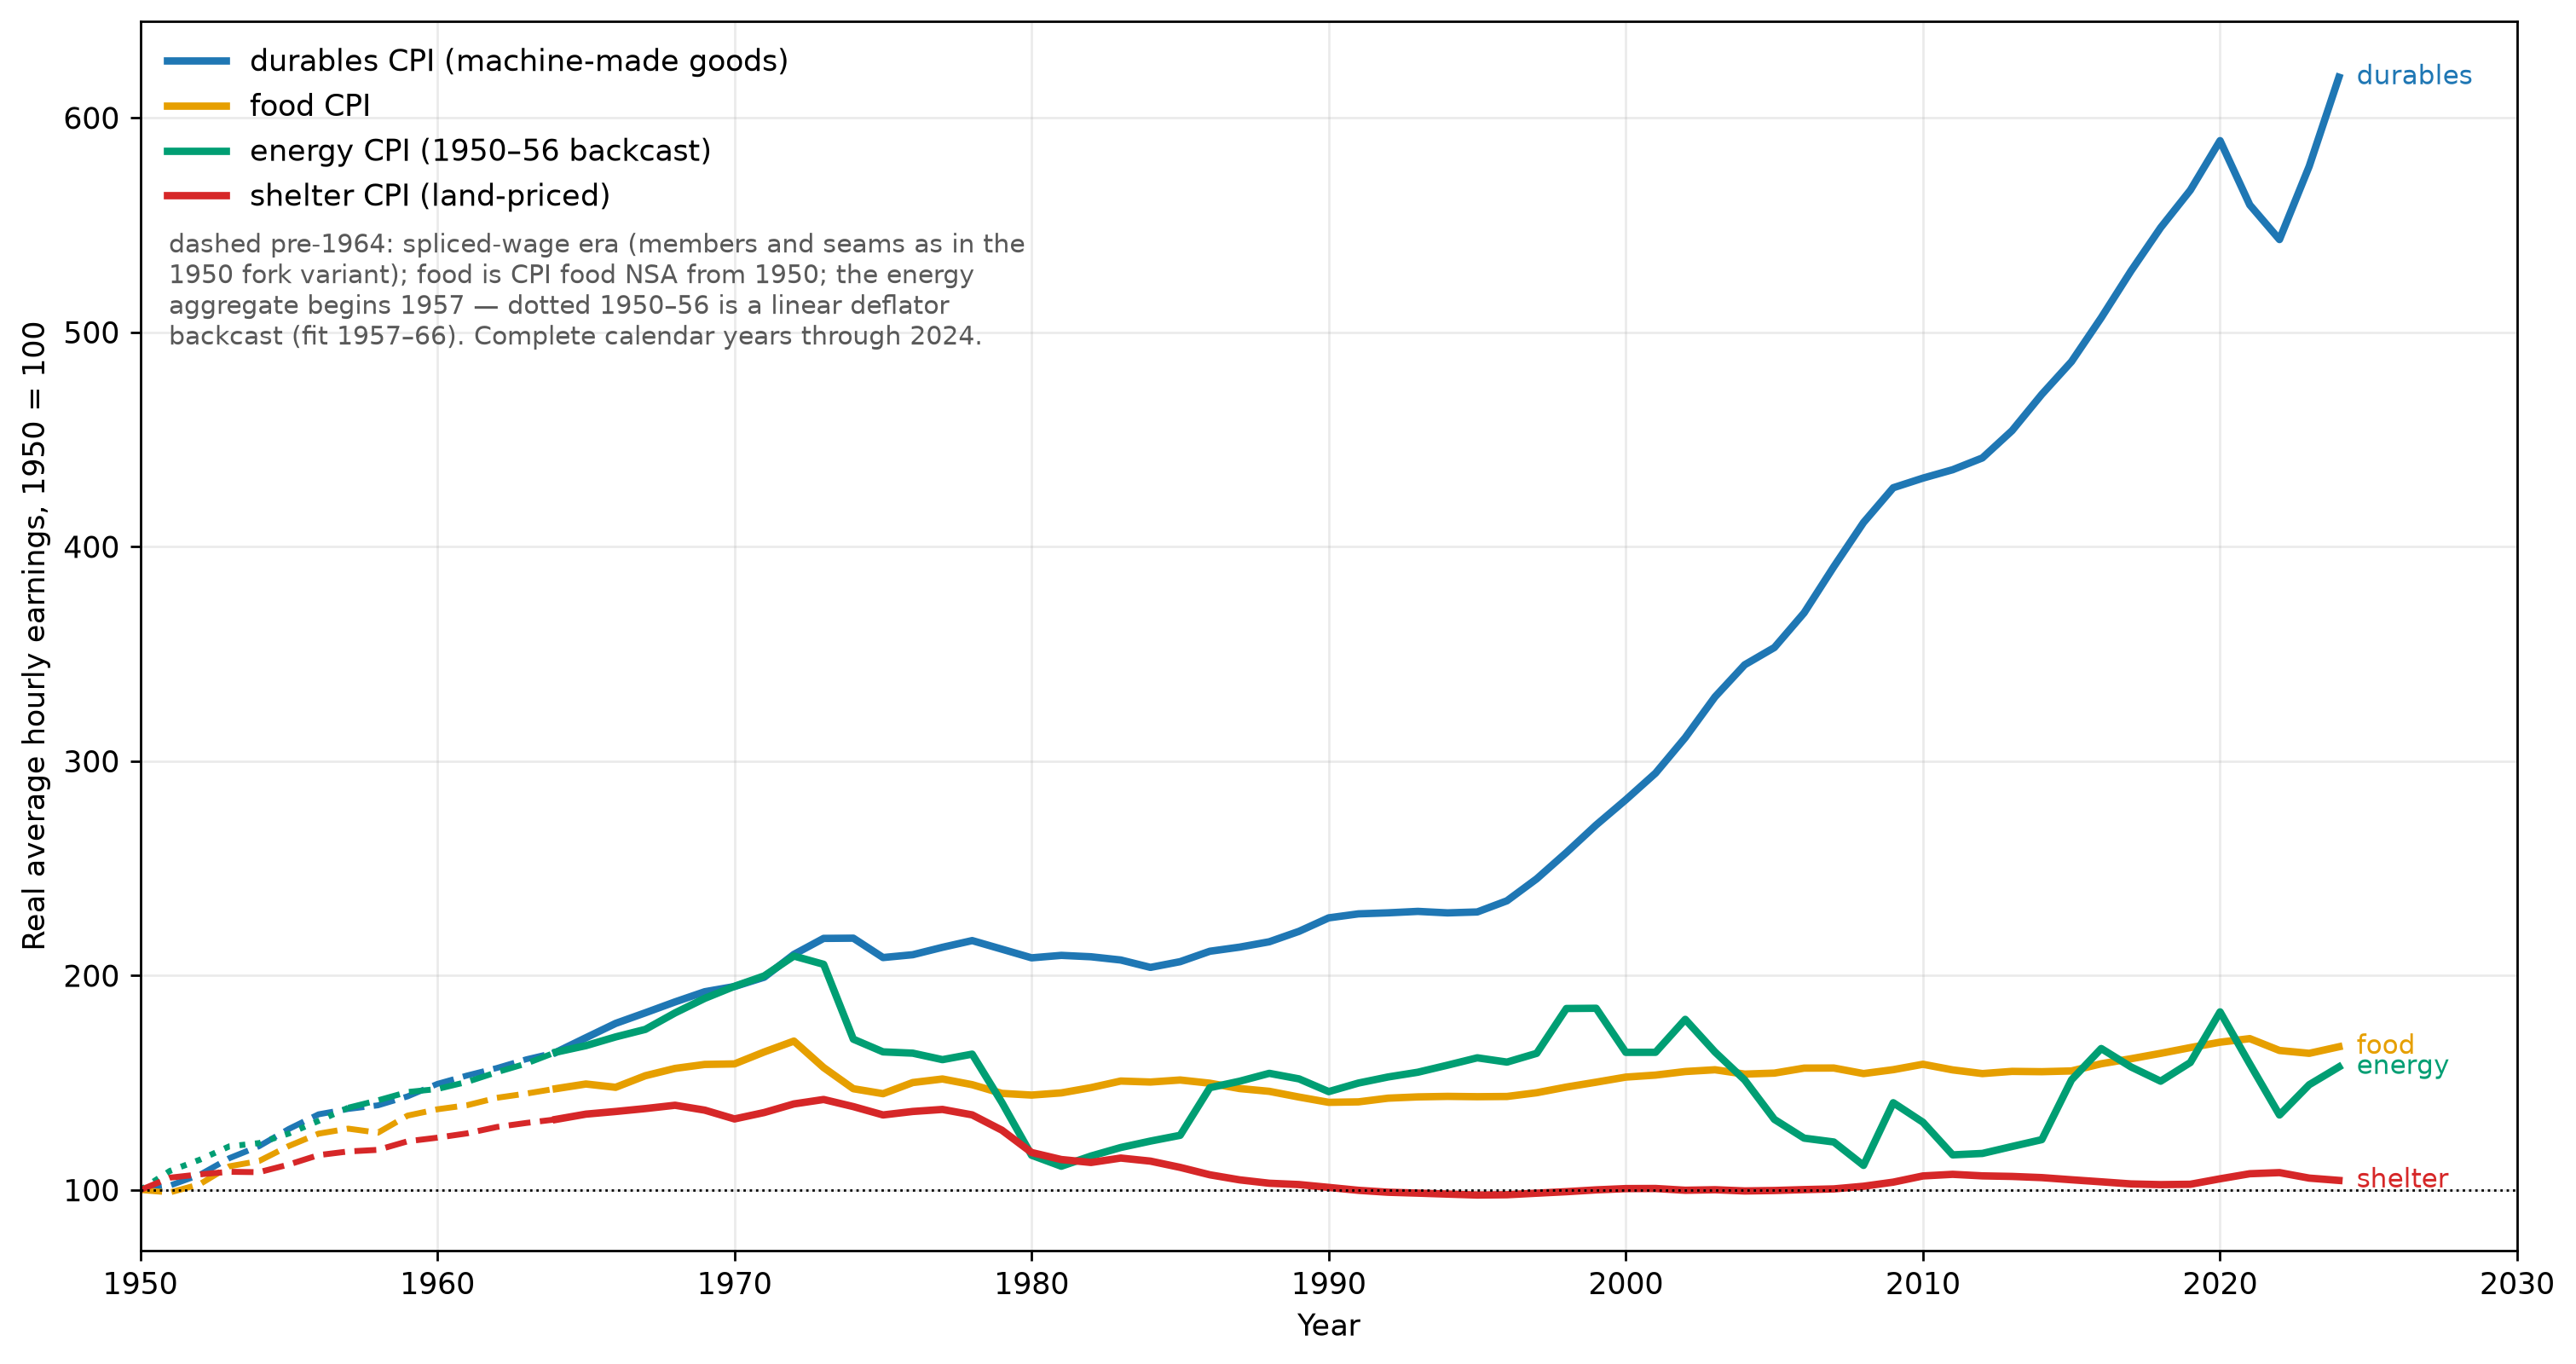 durables CPI (machine-made goods)
food CPI
energy CPI (1950–56 backcast)
shelter CPI (land-priced)
dashed pre-1964: spliced-wage era (members and seams as in the
1950 fork variant); food is CPI food NSA from 1950; the energy
aggregate begins 1957 — dotted 1950–56 is a linear deflator
backcast (fit 1957–66). Complete calendar years through 2024.
durables
food
energy
shelter
Real average hourly earnings, 1950 = 100
600
500
400
300
200
100
1950
1960
1970
1980
1990
2000
2010
2020
2030
Year